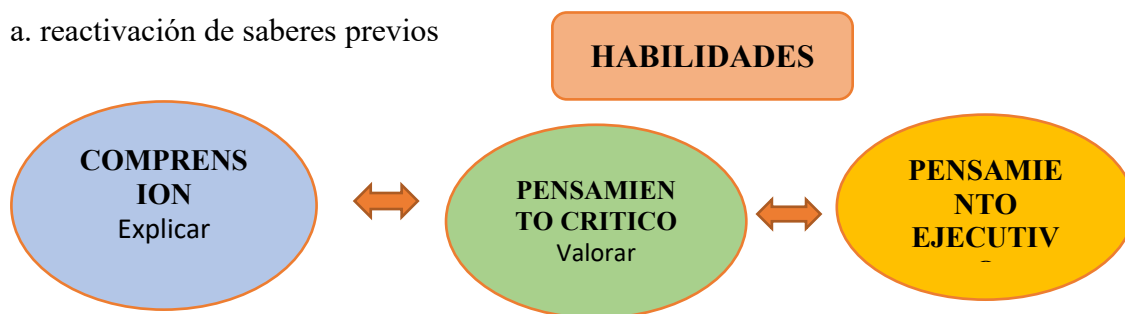 a. reactivación de saberes previos
HABILIDADES
COMPRENS
ION
Explicar
PENSAMIEN
TO CRITICO
Valorar
PENSAMIE
NTO
EJECUTIV